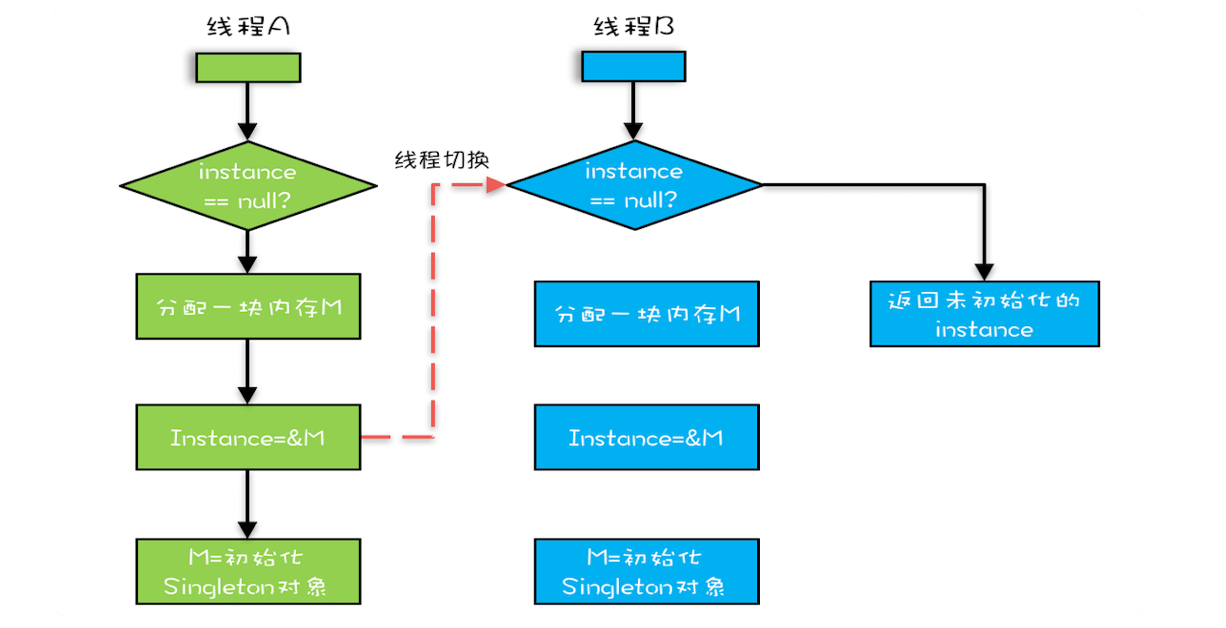 线程A
线程B
instance
== null?
线程切换
instance
== null?
分配一块内存M
分配一块内存M
返回未初始化的
instance
Instance=&M
Instance=&M
M=初始化
Singleton对象
M=初始化
Singleton对象